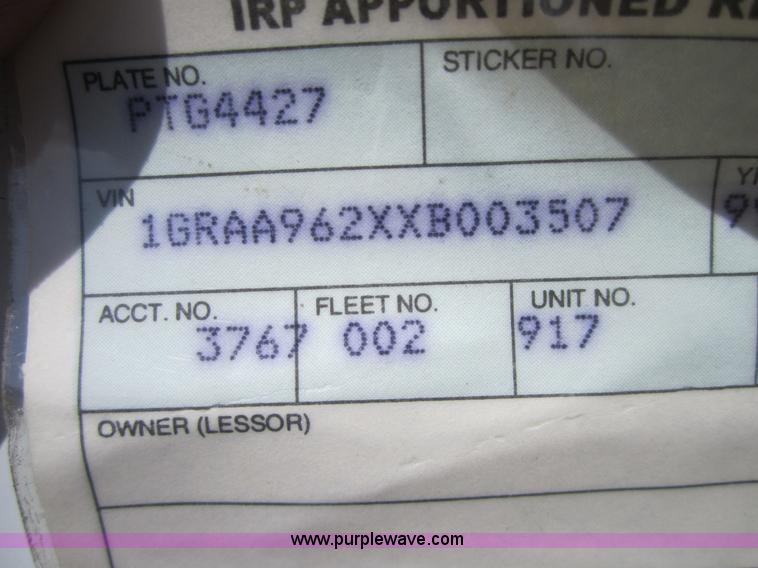 IRP APPORTIONED
PLATE NO. STICKER NO.
PTG4427
VIN
1GRAA962XXB003507
ACCT. NO. FLEET NO. UNIT NO.
3767 002 917
OWNER (LESSOR)
www.purplewave.com